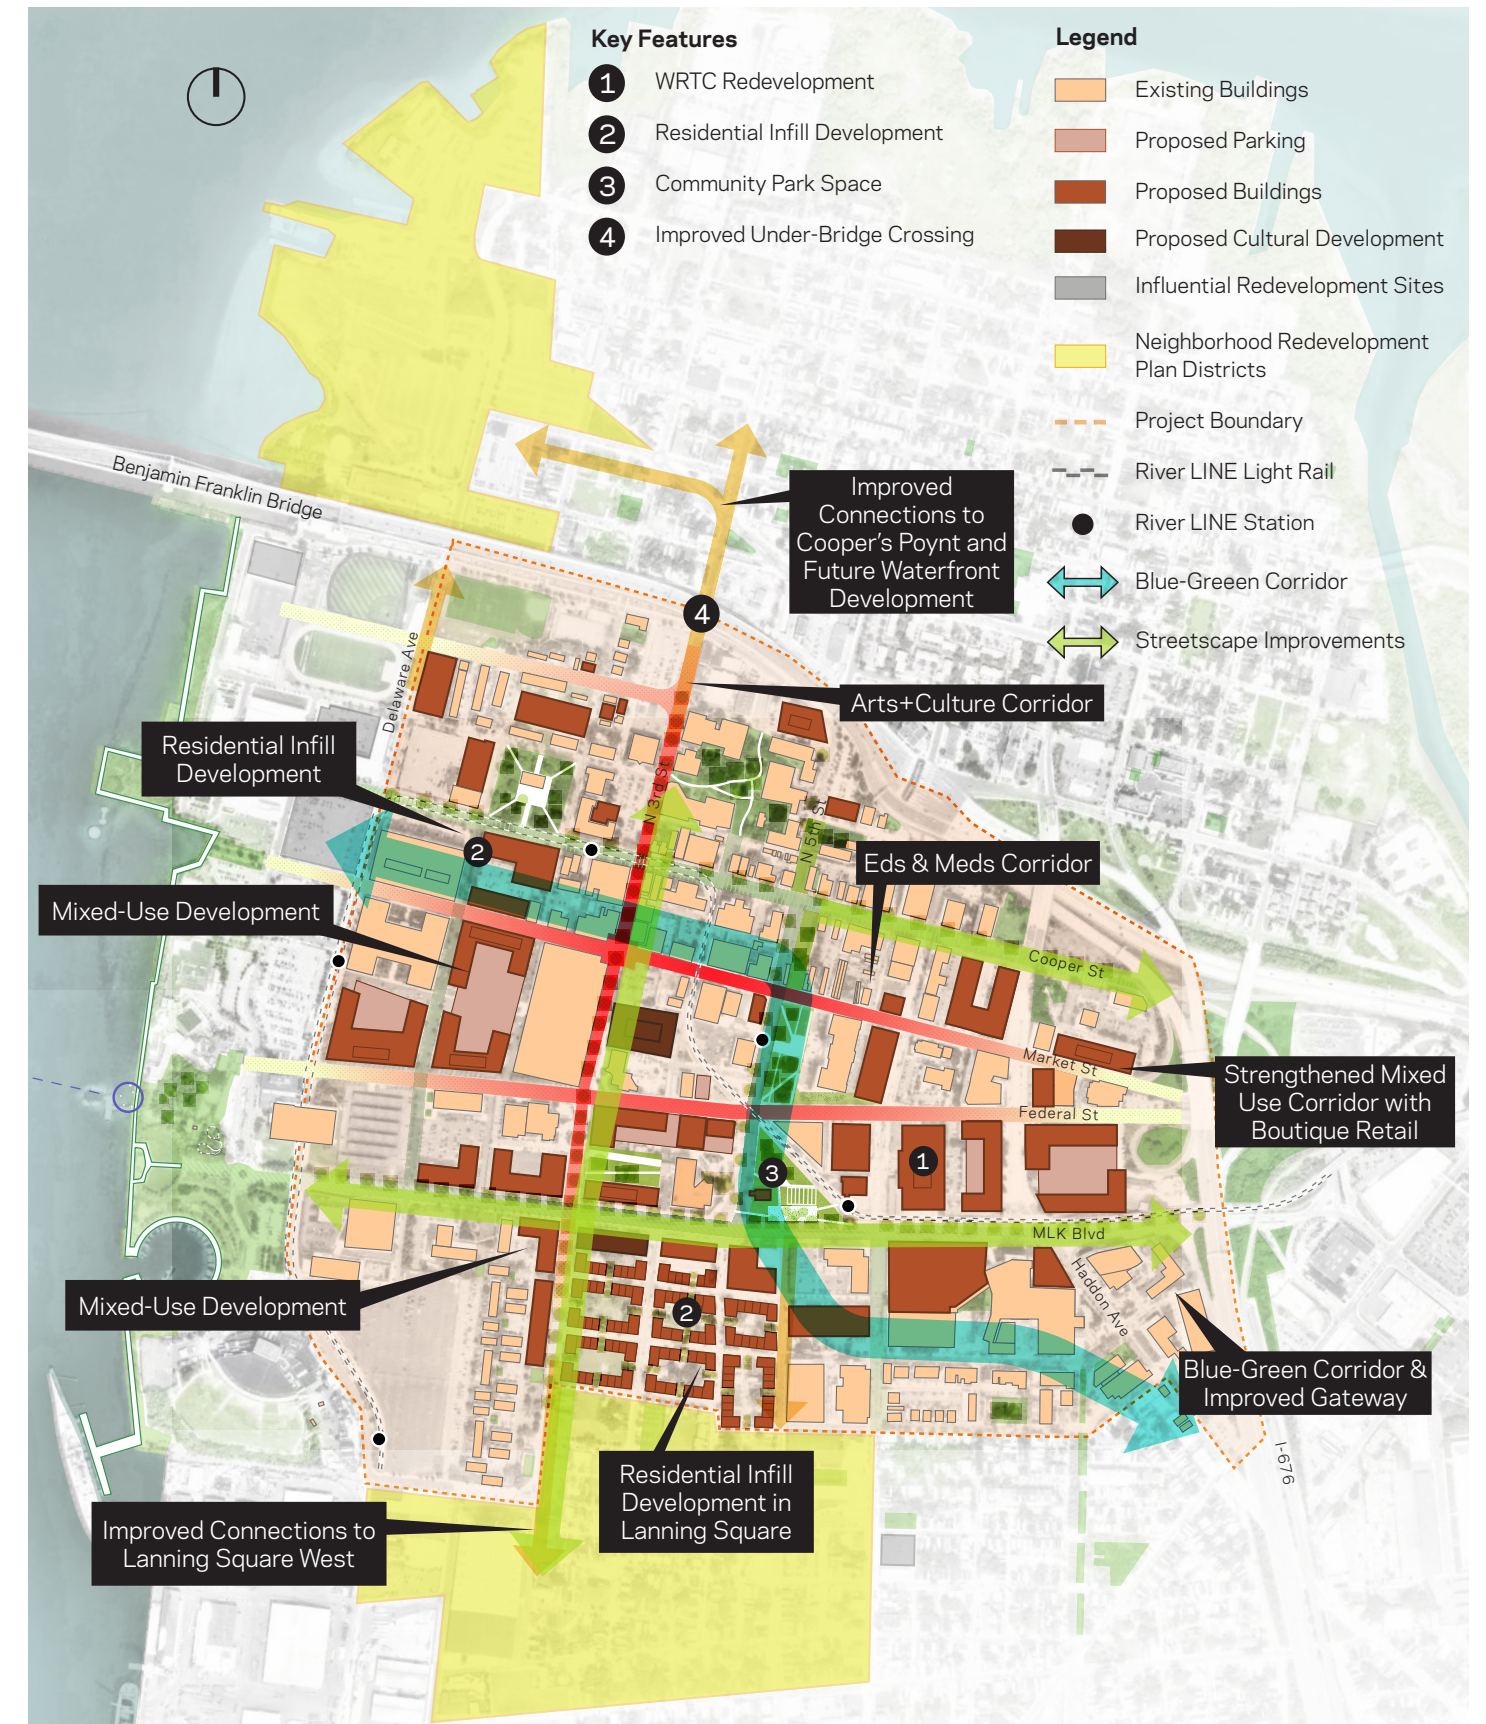 Key Features
1 WRTC Redevelopment
2 Residential Infill Development
3 Community Park Space
4 Improved Under-Bridge Crossing
Legend
Existing Buildings
Proposed Parking
Proposed Buildings
Proposed Cultural Development
Influential Redevelopment Sites
Neighborhood Redevelopment
Plan Districts
Project Boundary
River LINE Light Rail
River LINE Station
Blue-Greeen Corridor
Streetscape Improvements
Benjamin Franklin Bridge
Improved
Connections to
Cooper's Poynt and
Future Waterfront
Development
4
Delaware Ave
Arts+Culture Corridor
Residential Infill
Development
N 3rd St
N 5th St
2
Eds & Meds Corridor
Mixed-Use Development
Cooper St
Market St
Strengthened Mixed
Use Corridor with
Boutique Retail
Federal St
1
3
MLK Blvd
Haddon Ave
Mixed-Use Development
2
Blue-Green Corridor &
Improved Gateway
I-676
Residential Infill
Development in
Lanning Square
Improved Connections to
Lanning Square West